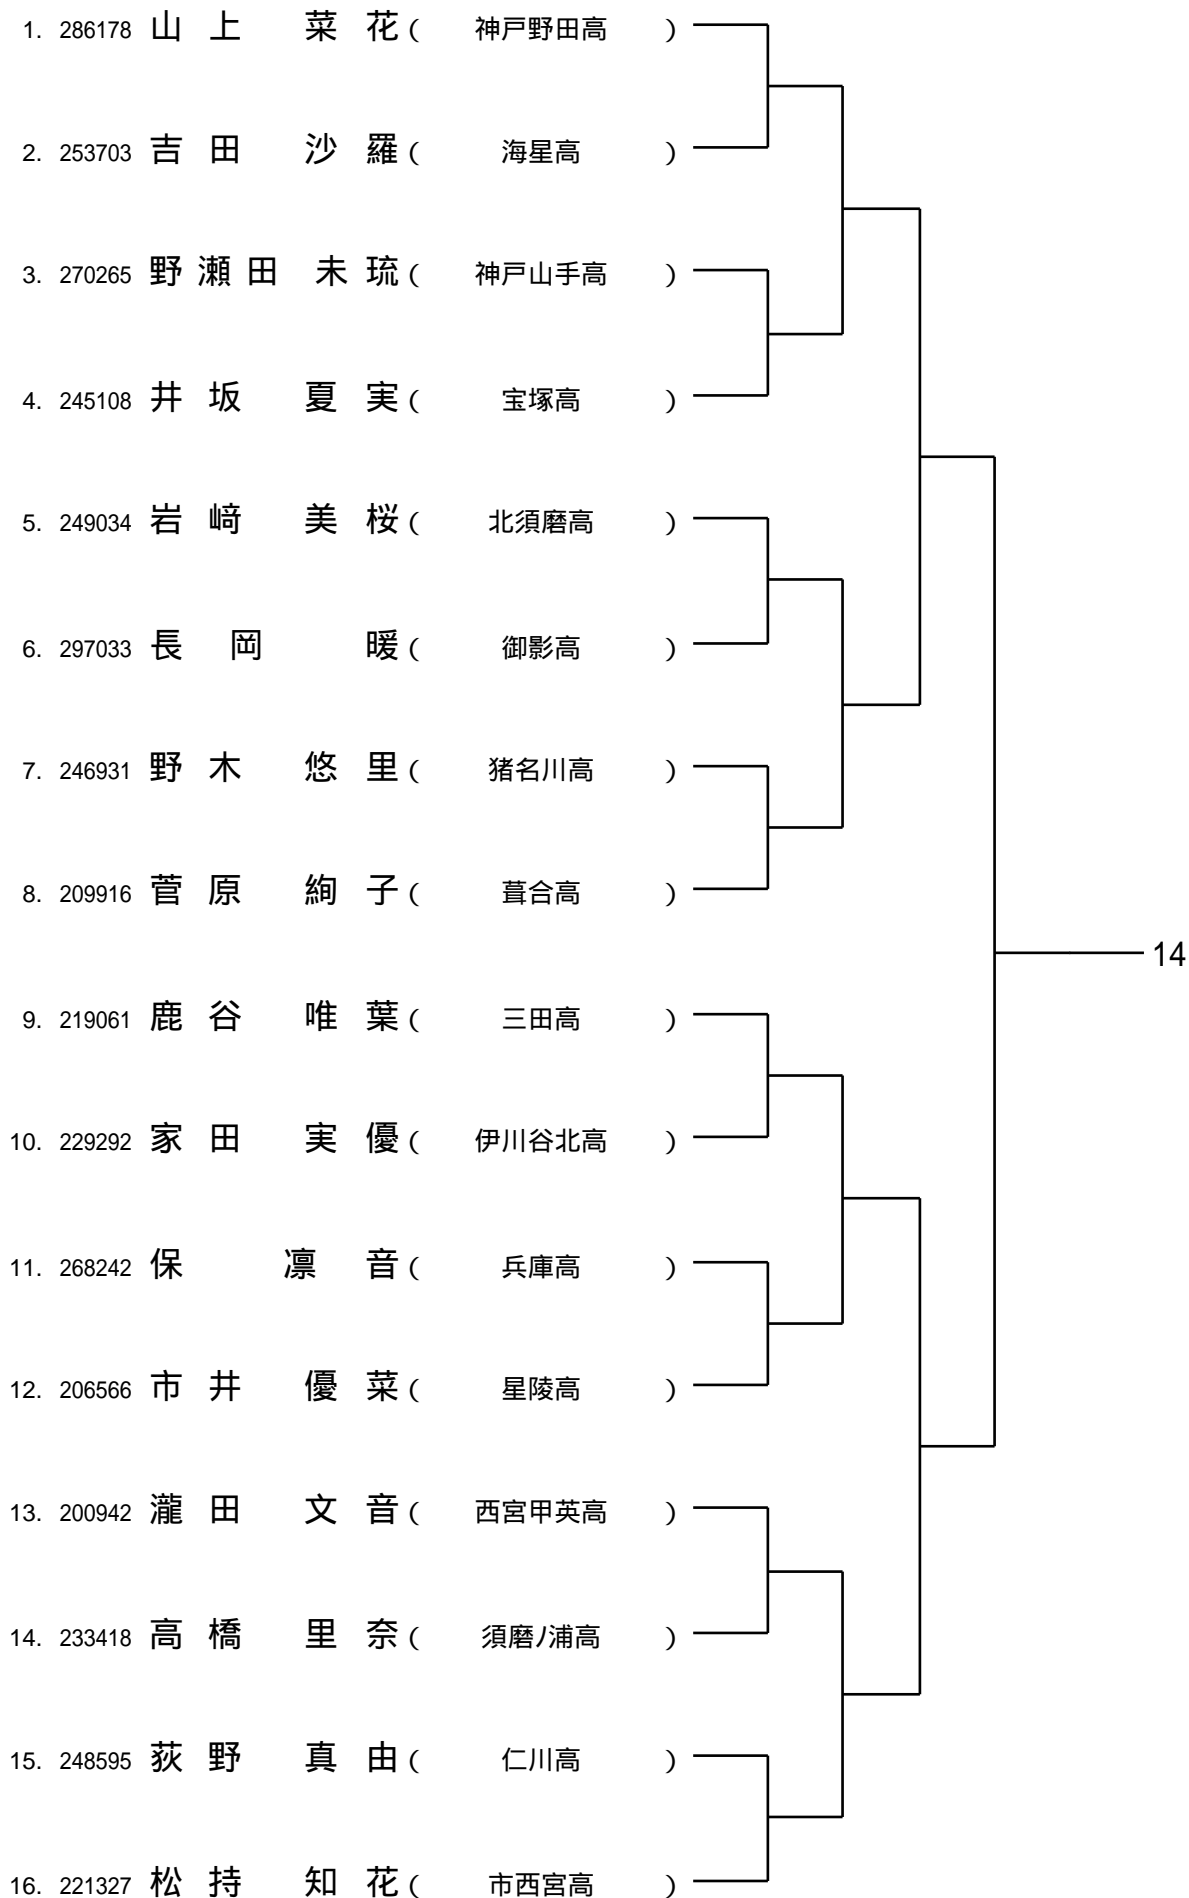 1. 286178 山上 菜花 ( 神戸野田高 )
2. 253703 吉田 沙羅 ( 海星高 )
3. 270265 野瀬田 未琉 ( 神戸山手高 )
4. 245108 井坂 夏実 ( 宝塚高 )
5. 249034 岩﨑 美桜 ( 北須磨高 )
6. 297033 長岡 暖 ( 御影高 )
7. 246931 野木 悠里 ( 猪名川高 )
8. 209916 菅原 絢子 ( 葺合高 )
14
9. 219061 鹿谷 唯葉 ( 三田高 )
10. 229292 家田 実優 ( 伊川谷北高 )
11. 268242 保 凛音 ( 兵庫高 )
12. 206566 市井 優菜 ( 星陵高 )
13. 200942 瀧田 文音 ( 西宮甲英高 )
14. 233418 高橋 里奈 ( 須磨ノ浦高 )
15. 248595 荻野 真由 ( 仁川高 )
16. 221327 松持 知花 ( 市西宮高 )